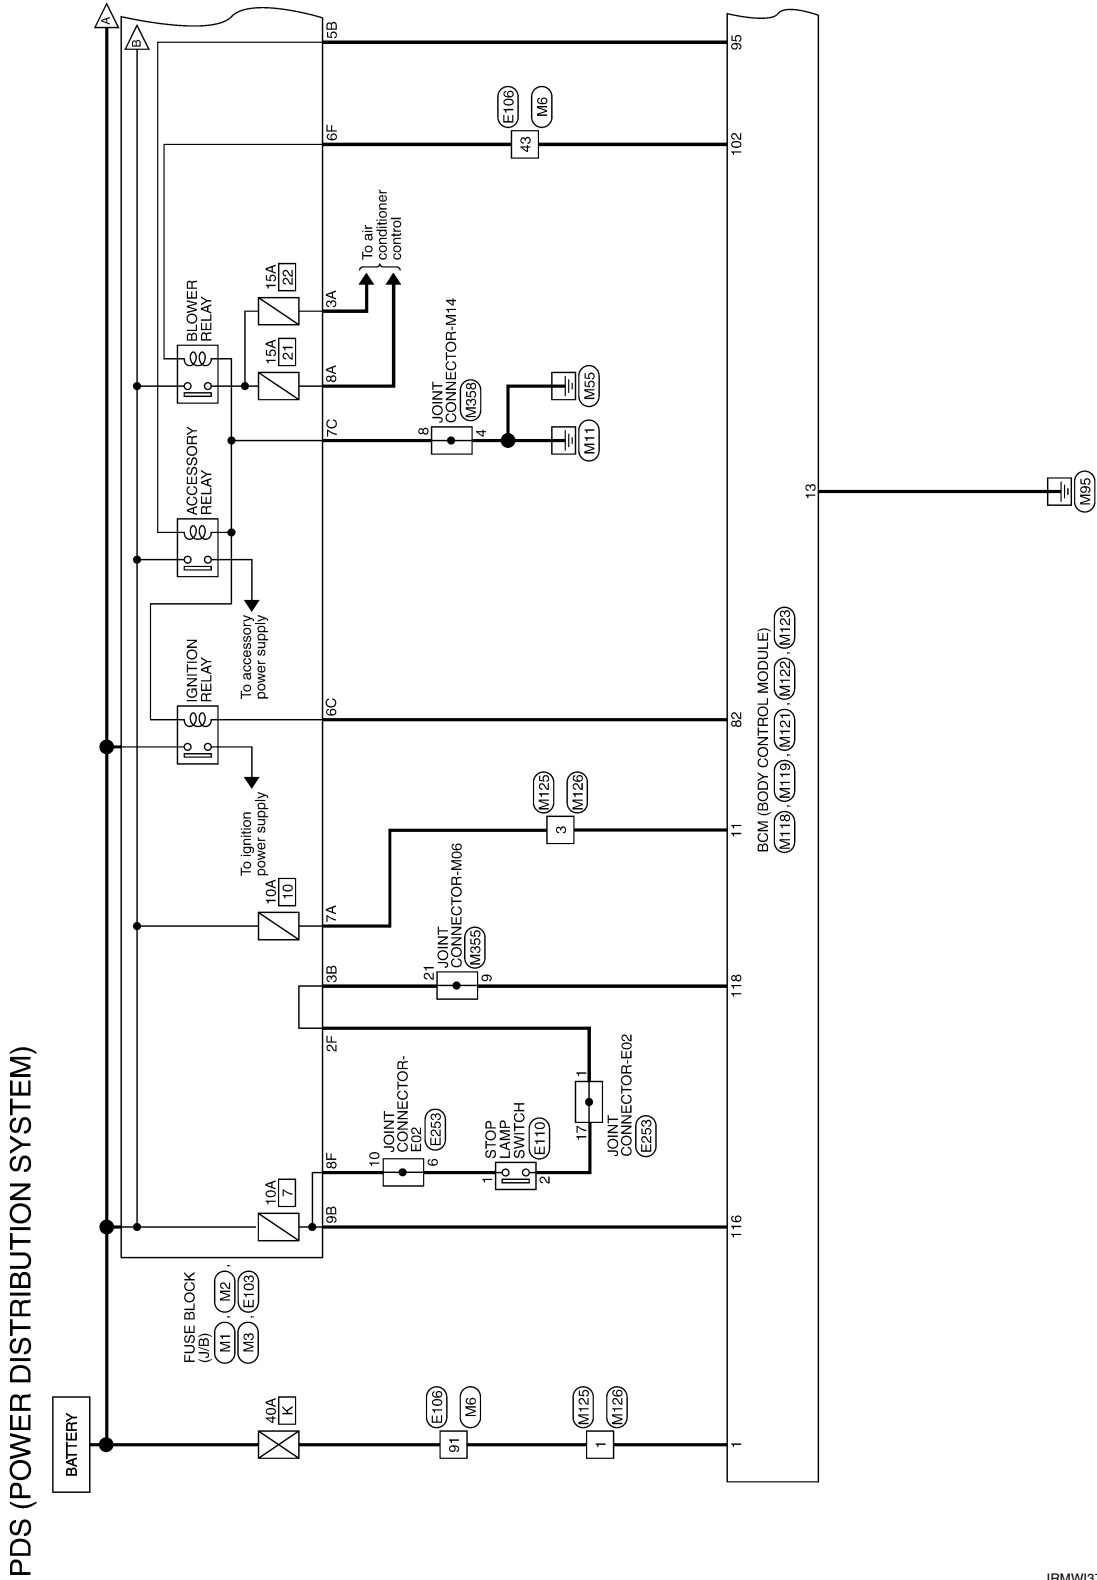 PDS (POWER DISTRIBUTION SYSTEM)
BATTERY
A
B
40A
K
E106
M6
91
M125
M126
1
1
FUSE BLOCK
(J/B)
M1 , M2 ,
M3 , E103
10A
7
9B
116
8F
10
JOINT
CONNECTOR-
E02
E253
6
STOP
LAMP
SWITCH
E110
1
2
17
1
JOINT
CONNECTOR-E02
E253
2F
3B
21
JOINT
CONNECTOR-M06
M355
9
118
10A
10
7A
M125
M126
3
11
To ignition
power supply
IGNITION
RELAY
6C
82
To accessory
power supply
ACCESSORY
RELAY
BLOWER
RELAY
7C
8
JOINT
CONNECTOR-M14
M358
4
M11
M55
15A
21
8A
15A
22
3A
To air
conditioner
control
6F
E106
M6
43
102
5B
95
BCM (BODY CONTROL MODULE)
M118 , M119 , M121 , M122 , M123
13
M95